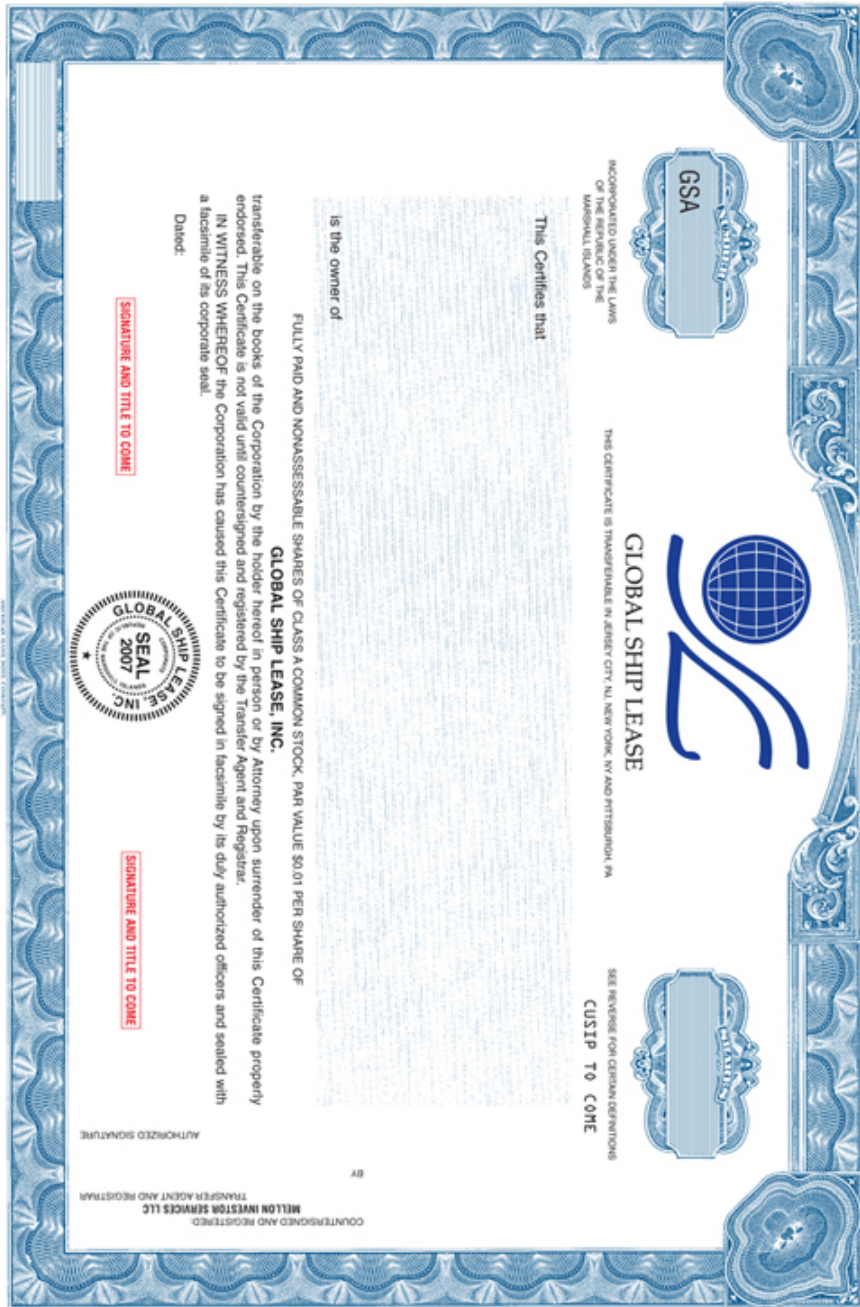 GSA
NUMBER
SHARES
INCORPORATED UNDER THE LAWS
OF THE REPUBLIC OF THE
MARSHALL ISLANDS
GLOBAL SHIP LEASE
THIS CERTIFICATE IS TRANSFERABLE IN JERSEY CITY, NJ, NEW YORK, NY AND PITTSBURGH, PA
SEE REVERSE FOR CERTAIN DEFINITIONS
CUSIP TO COME
This Certifies that
is the owner of
FULLY PAID AND NONASSESSABLE SHARES OF CLASS A COMMON STOCK, PAR VALUE $0.01 PER SHARE OF
GLOBAL SHIP LEASE, INC.
transferable on the books of the Corporation by the holder hereof in person or by Attorney upon surrender of this Certificate properly
endorsed. This Certificate is not valid until countersigned and registered by the Transfer Agent and Registrar.
IN WITNESS WHEREOF the Corporation has caused this Certificate to be signed in facsimile by its duly authorized officers and sealed with
a facsimile of its corporate seal.
Dated:
SIGNATURE AND TITLE TO COME
GLOBAL SHIP LEASE, INC.
CORPORATE
SEAL
2007
REPUBLIC OF THE MARSHALL ISLANDS
SIGNATURE AND TITLE TO COME
COUNTERSIGNED AND REGISTERED:
MELLON INVESTOR SERVICES LLC
TRANSFER AGENT AND REGISTRAR
BY
AUTHORIZED SIGNATURE